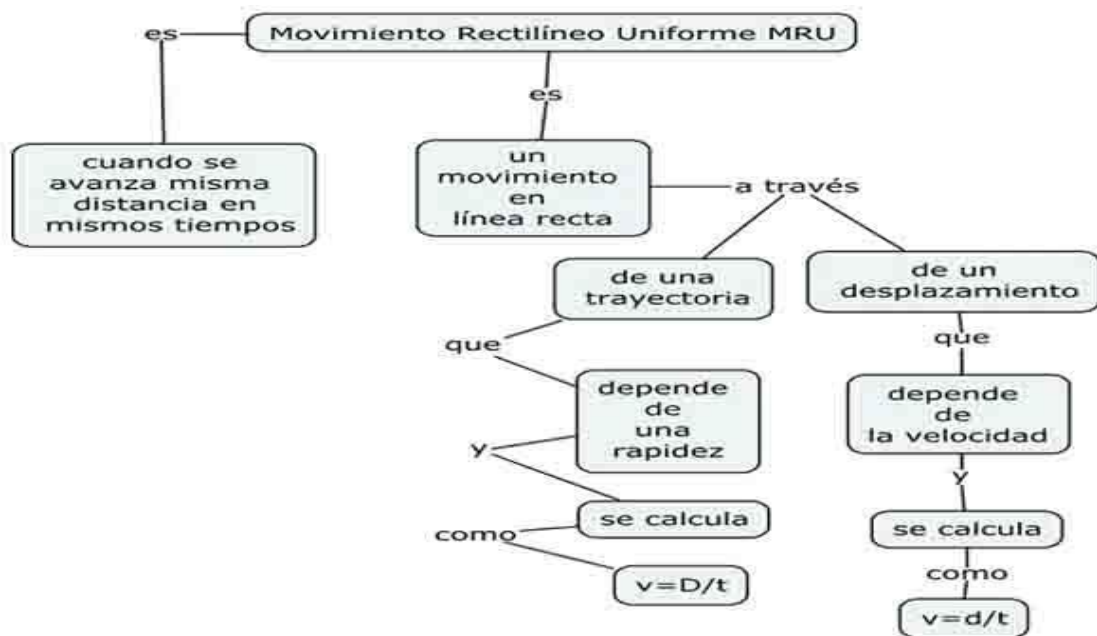 Movimiento Rectilíneo Uniforme MRU
es
cuando se
avanza misma
distancia en
mismos tiempos
es
un
movimiento
en
línea recta
a través
de una
trayectoria
que
depende
de
una
rapidez
y
se calcula
como
v=D/t
de un
desplazamiento
que
depende
de
la velocidad
y
se calcula
como
v=d/t